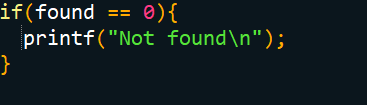 if(found == 0){
  printf("Not found\n");
}